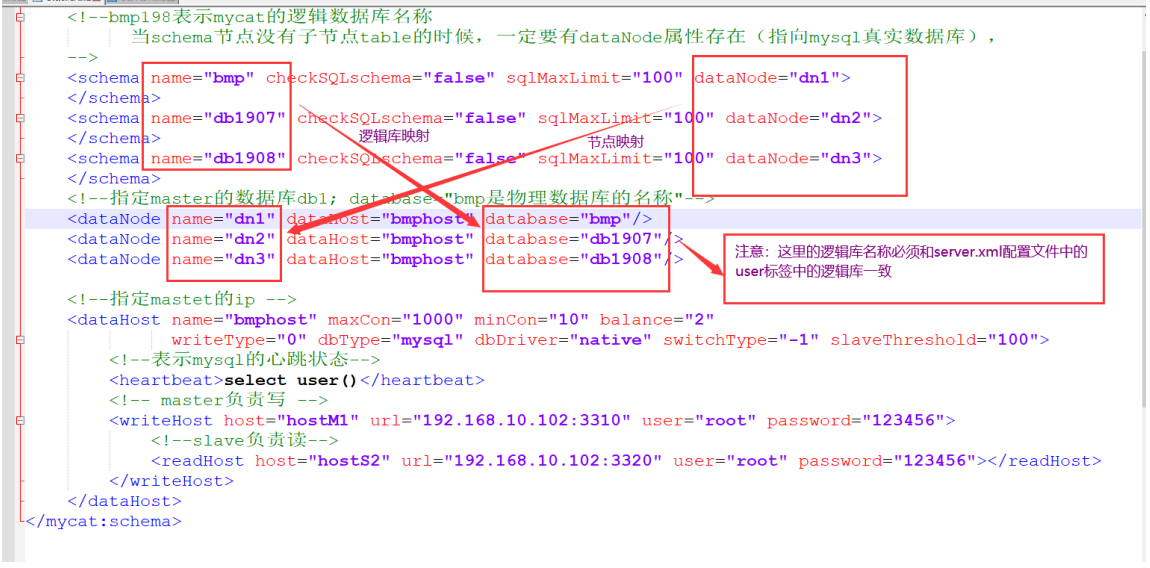 <!--bmp198表示mycat的逻辑数据库名称
当schema节点没有子节点table的时候，一定要有dataNode属性存在（指向mysql真实数据库），
-->
<schema name="bmp" checkSQLschema="false" sqlMaxLimit="100" dataNode="dn1">
</schema>
<schema name="db1907" checkSQLschema="false" sqlMaxLimit="100" dataNode="dn2">
</schema>
逻辑库映射
节点映射
<schema name="db1908" checkSQLschema="false" sqlMaxLimit="100" dataNode="dn3">
</schema>
<!--指定master的数据库db1; database="bmp是物理数据库的名称"-->
<dataNode name="dn1" dataHost="bmphost" database="bmp"/>
<dataNode name="dn2" dataHost="bmphost" database="db1907"/>
<dataNode name="dn3" dataHost="bmphost" database="db1908"/>
注意：这里的逻辑库名称必须和server.xml配置文件中的
user标签中的逻辑库一致
<!--指定mastet的ip -->
<dataHost name="bmphost" maxCon="1000" minCon="10" balance="2"
writeType="0" dbType="mysql" dbDriver="native" switchType="-1" slaveThreshold="100">
<!--表示mysql的心跳状态-->
<heartbeat>select user()</heartbeat>
<!-- master负责写 -->
<writeHost host="hostM1" url="192.168.10.102:3310" user="root" password="123456">
<!--slave负责读-->
<readHost host="hostS2" url="192.168.10.102:3320" user="root" password="123456"></readHost>
</writeHost>
</dataHost>
</mycat:schema>